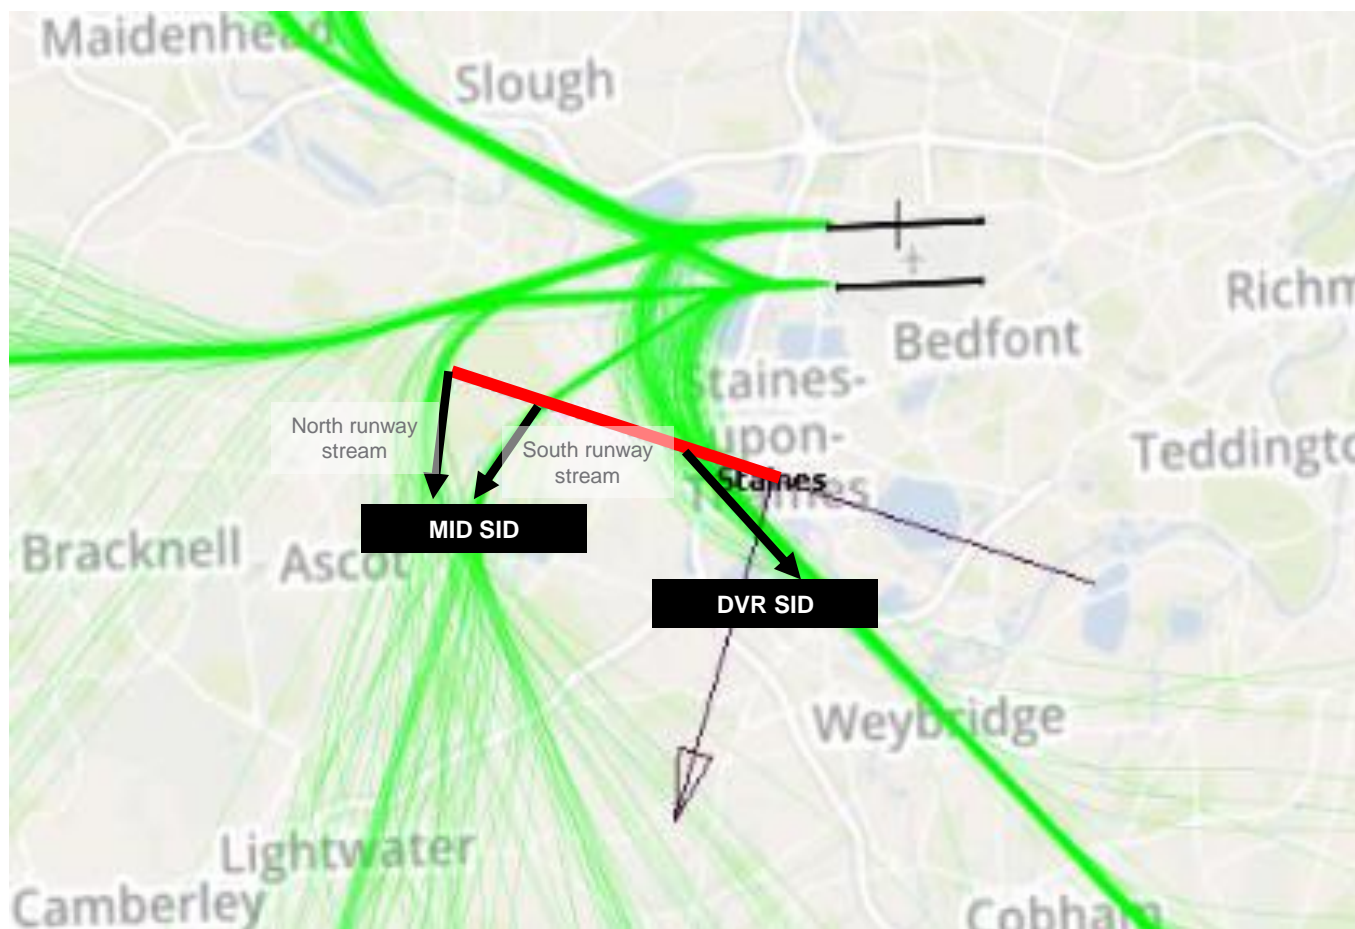 Maidenhead
Slough
Richm
Bedfont
Staines-
upon-
Thames
Staines
Teddingto
North runway
stream
South runway
stream
MID SID
Bracknell
Ascot
DVR SID
Weybridge
Lightwater
Camberley
Cobham